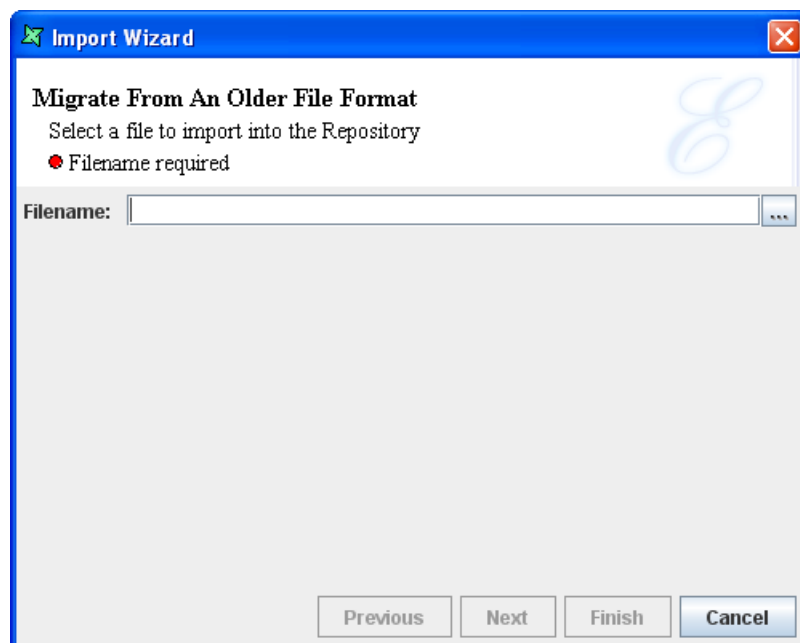 Import Wizard
Migrate From An Older File Format
Select a file to import into the Repository
Filename required
Filename:
...
Previous Next Finish Cancel